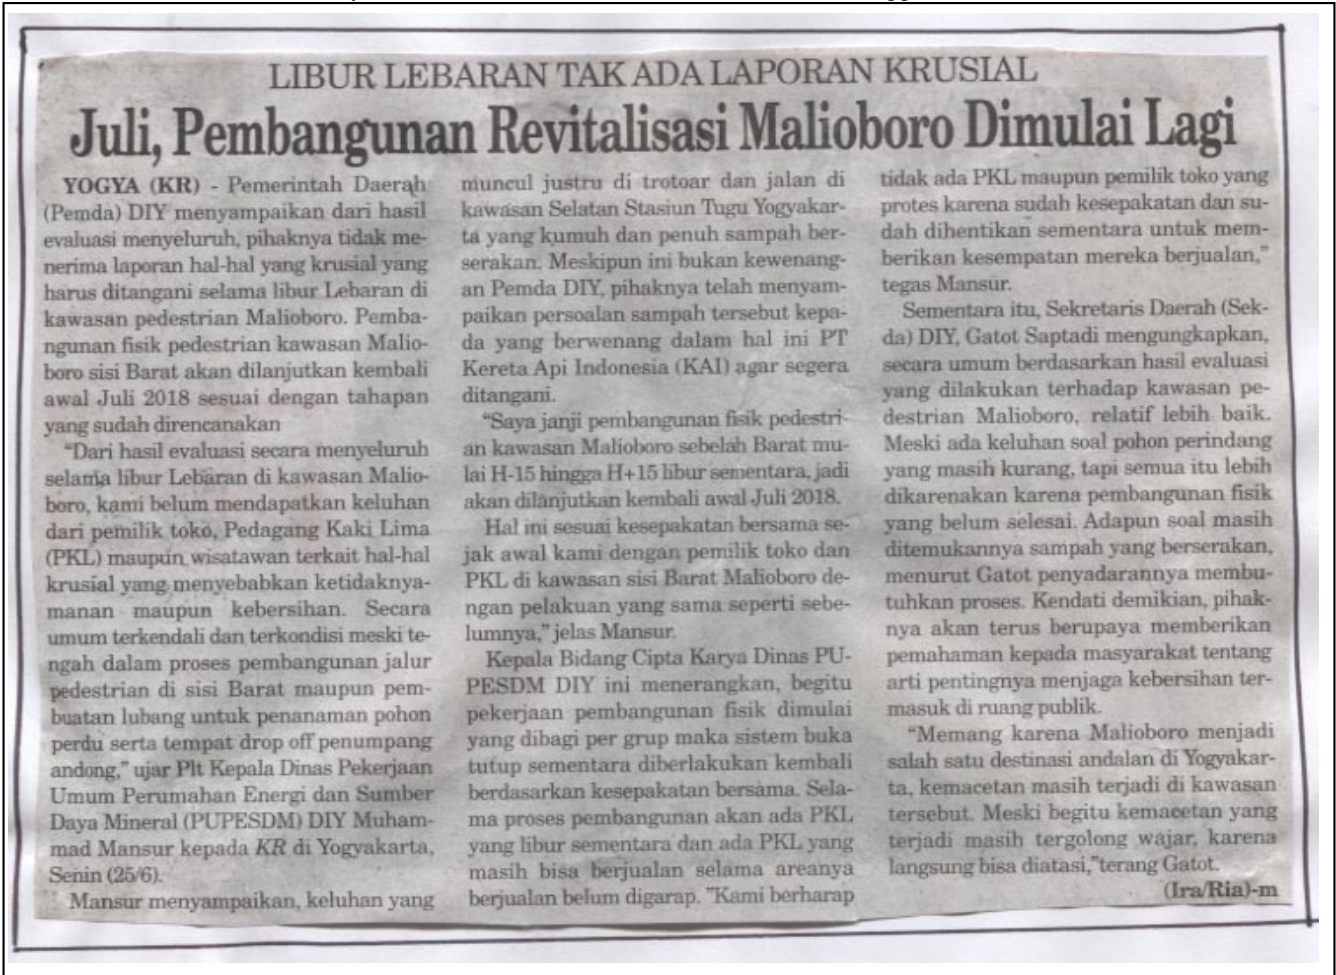 LIBUR LEBARAN TAK ADA LAPORAN KRUSIAL
Juli, Pembangunan Revitalisasi Malioboro Dimulai Lagi
YOGYA (KR) - Pemerintah Daerah
(Pemda) DIY menyampaikan dari hasil
evaluasi menyeluruh, pihaknya tidak me-
nerima laporan hal-hal yang krusial yang
harus ditangani selama libur Lebaran di
kawasan pedestrian Malioboro. Pemba-
ngunan fisik pedestrian kawasan Malio-
boro sisi Barat akan dilanjutkan kembali
awal Juli 2018 sesuai dengan tahapan
yang sudah direncanakan
"Dari hasil evaluasi secara menyeluruh
selama libur Lebaran di kawasan Malio-
boro, kami belum mendapatkan keluhan
dari pemilik toko, Pedagang Kaki Lima
(PKL) maupun wisatawan terkait hal-hal
krusial yang menyebabkan ketidaknya-
manan maupun kebersihan. Secara
umum terkendali dan terkondisi meski te-
ngah dalam proses pembangunan jalur
pedestrian di sisi Barat maupun pem-
buatan lubang untuk penanaman pohon
perdu serta tempat drop off penumpang
andong," ujar Plt Kepala Dinas Pekerjaan
Umum Perumahan Energi dan Sumber
Daya Mineral (PUPESDM) DIY Muham-
mad Mansur kepada KR di Yogyakarta,
Senin (25/6).
Mansur menyampaikan, keluhan yang
muncul justru di trotoar dan jalan di
kawasan Selatan Stasiun Tugu Yogyakar-
ta yang kumuh dan penuh sampah ber-
serakan. Meskipun ini bukan kewenang-
an Pemda DIY, pihaknya telah menyam-
paikan persoalan sampah tersebut kepa-
da yang berwenang dalam hal ini PT
Kereta Api Indonesia (KAI) agar segera
ditangani.
"Saya janji pembangunan fisik pedestri-
an kawasan Malioboro sebelah Barat mu-
lai H-15 hingga H+15 libur sementara, jadi
akan dilanjutkan kembali awal Juli 2018.
Hal ini sesuai kesepakatan bersama se-
jak awal kami dengan pemilik toko dan
PKL di kawasan sisi Barat Malioboro de-
ngan pelakuan yang sama seperti sebe-
lumnya," jelas Mansur.
Kepala Bidang Cipta Karya Dinas PU-
PESDM DIY ini menerangkan, begitu
pekerjaan pembangunan fisik dimulai
yang dibagi per grup maka sistem buka
tutup sementara diberlakukan kembali
berdasarkan kesepakatan bersama. Sela-
ma proses pembangunan akan ada PKL
yang libur sementara dan ada PKL yang
masih bisa berjualan selama areanya
berjualan belum digarap. "Kami berharap
tidak ada PKL maupun pemilik toko yang
protes karena sudah kesepakatan dan su-
dah dihentikan sementara untuk mem-
berikan kesempatan mereka berjualan,"
tegas Mansur.
Sementara itu, Sekretaris Daerah (Sek-
da) DIY, Gatot Saptadi mengungkapkan,
secara umum berdasarkan hasil evaluasi
yang dilakukan terhadap kawasan pe-
destrian Malioboro, relatif lebih baik.
Meski ada keluhan soal pohon perindang
yang masih kurang, tapi semua itu lebih
dikarenakan karena pembangunan fisik
yang belum selesai. Adapun soal masih
ditemukannya sampah yang berserakan,
menurut Gatot penyadarannya membu-
tuhkan proses. Kendati demikian, pihak-
nya akan terus berupaya memberikan
pemahaman kepada masyarakat tentang
arti pentingnya menjaga kebersihan ter-
masuk di ruang publik.
"Memang karena Malioboro menjadi
salah satu destinasi andalan di Yogyakar-
ta, kemacetan masih terjadi di kawasan
tersebut. Meski begitu kemacetan yang
terjadi masih tergolong wajar, karena
langsung bisa diatasi,"terang Gatot.
(Ira/Ria)-m